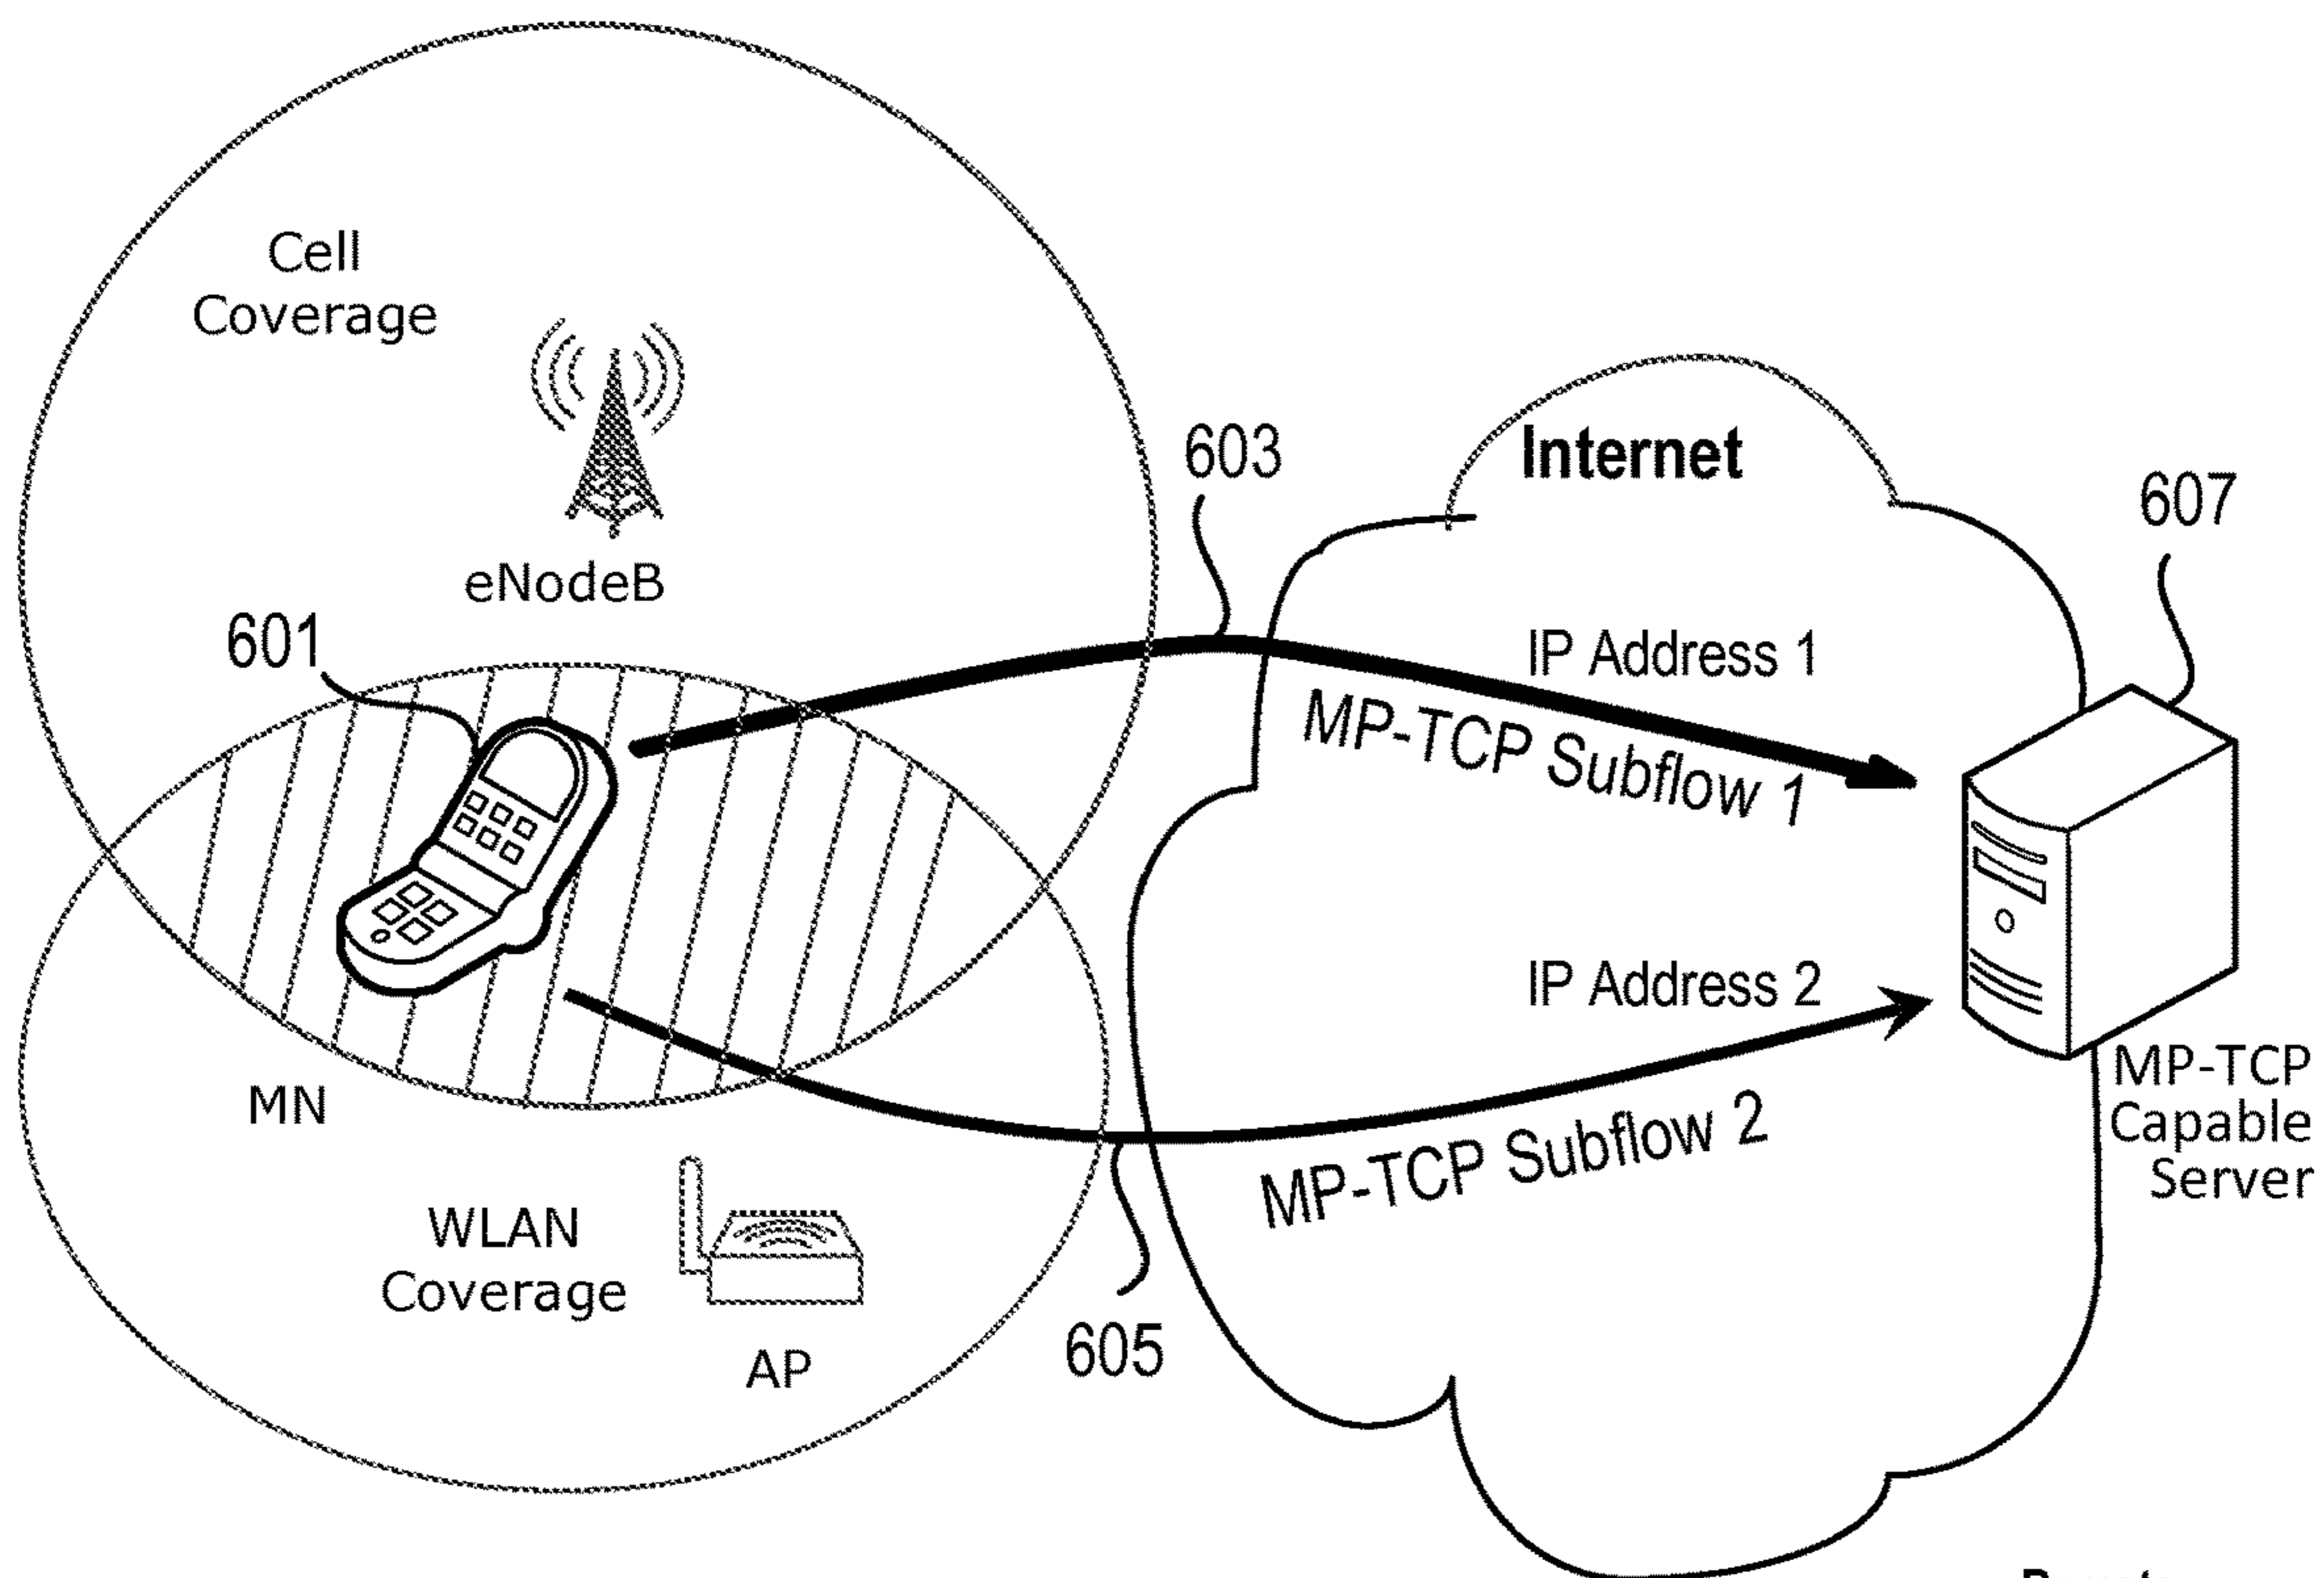 Cell
Coverage
eNodeB
601
603
Internet
607
IP Address 1
MP-TCP Subflow 1
IP Address 2
MP-TCP Subflow 2
MP-TCP
Capable
Server
MN
WLAN
Coverage
AP
605